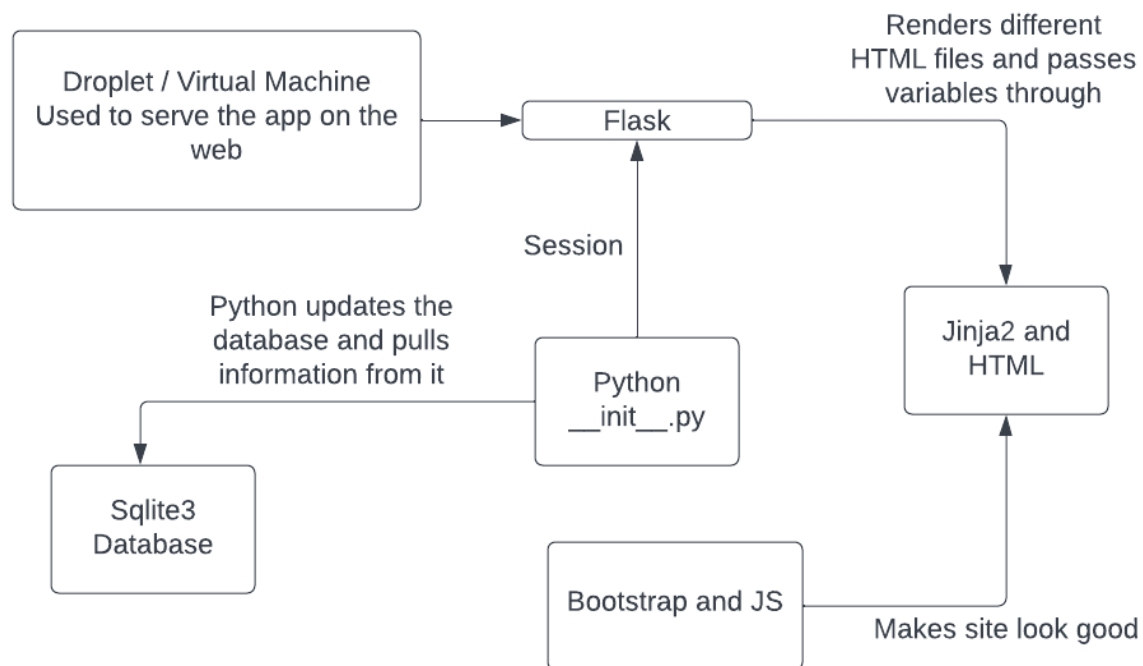 Renders different
HTML files and passes
variables through
Droplet / Virtual Machine
Used to serve the app on the
web
Flask
Session
Python updates the
database and pulls
information from it
Jinja2 and
HTML
Python
__init__.py
Sqlite3
Database
Bootstrap and JS
Makes site look good